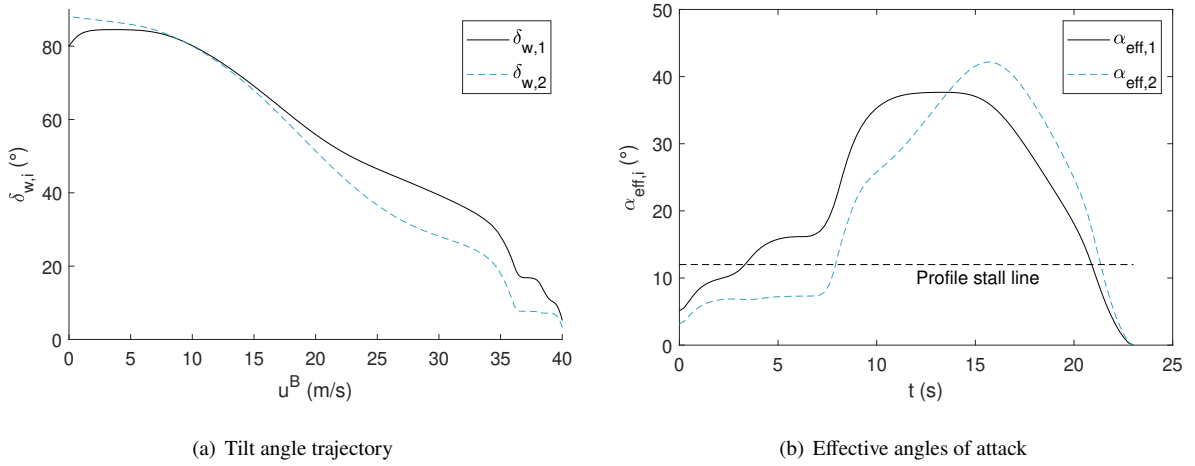 80
60
40
20
0
δw,i (°)
0 5 10 15 20 25 30 35 40
u^B (m/s)
δw,1
δw,2
(a) Tilt angle trajectory
50
40
30
20
10
0
αeff,i (°)
0 5 10 15 20 25
t (s)
αeff,1
αeff,2
Profile stall line
(b) Effective angles of attack